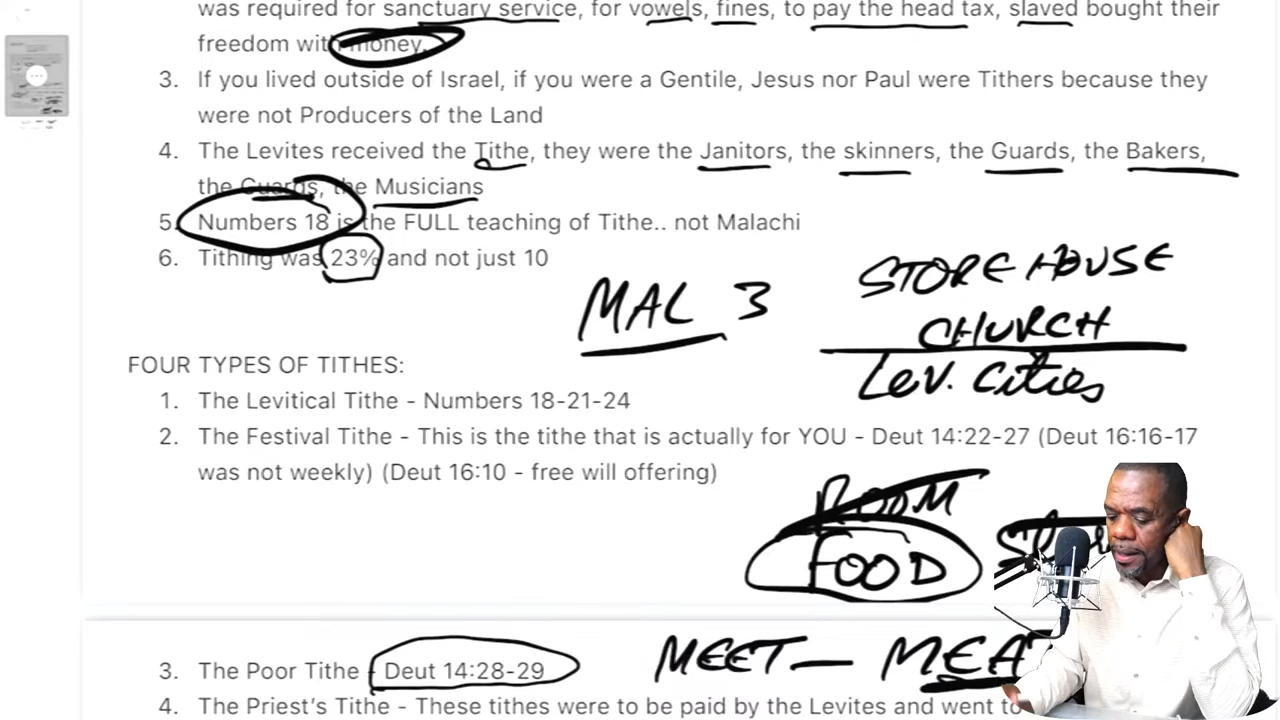 was required for sanctuary service, for vowels, fines, to pay the head tax, slaved bought their
freedom with money.
3. If you lived outside of Israel, if you were a Gentile, Jesus nor Paul were Tithers because they
were not Producers of the Land
4. The Levites received the Tithe, they were the Janitors, the skinners, the Guards, the Bakers,
the Guards, the Musicians
5. Numbers 18 is the FULL teaching of Tithe.. not Malachi
6. Tithing was 23% and not just 10
MAL 3
STOREHOUSE
CHURCH
Lev. Cities
FOUR TYPES OF TITHES:
1. The Levitical Tithe - Numbers 18-21-24
2. The Festival Tithe - This is the tithe that is actually for YOU - Deut 14:22-27 (Deut 16:16-17
was not weekly) (Deut 16:10 - free will offering)
ROOM
FOOD
3. The Poor Tithe - Deut 14:28-29
MEET - MEA
4. The Priest's Tithe - These tithes were to be paid by the Levites and went to